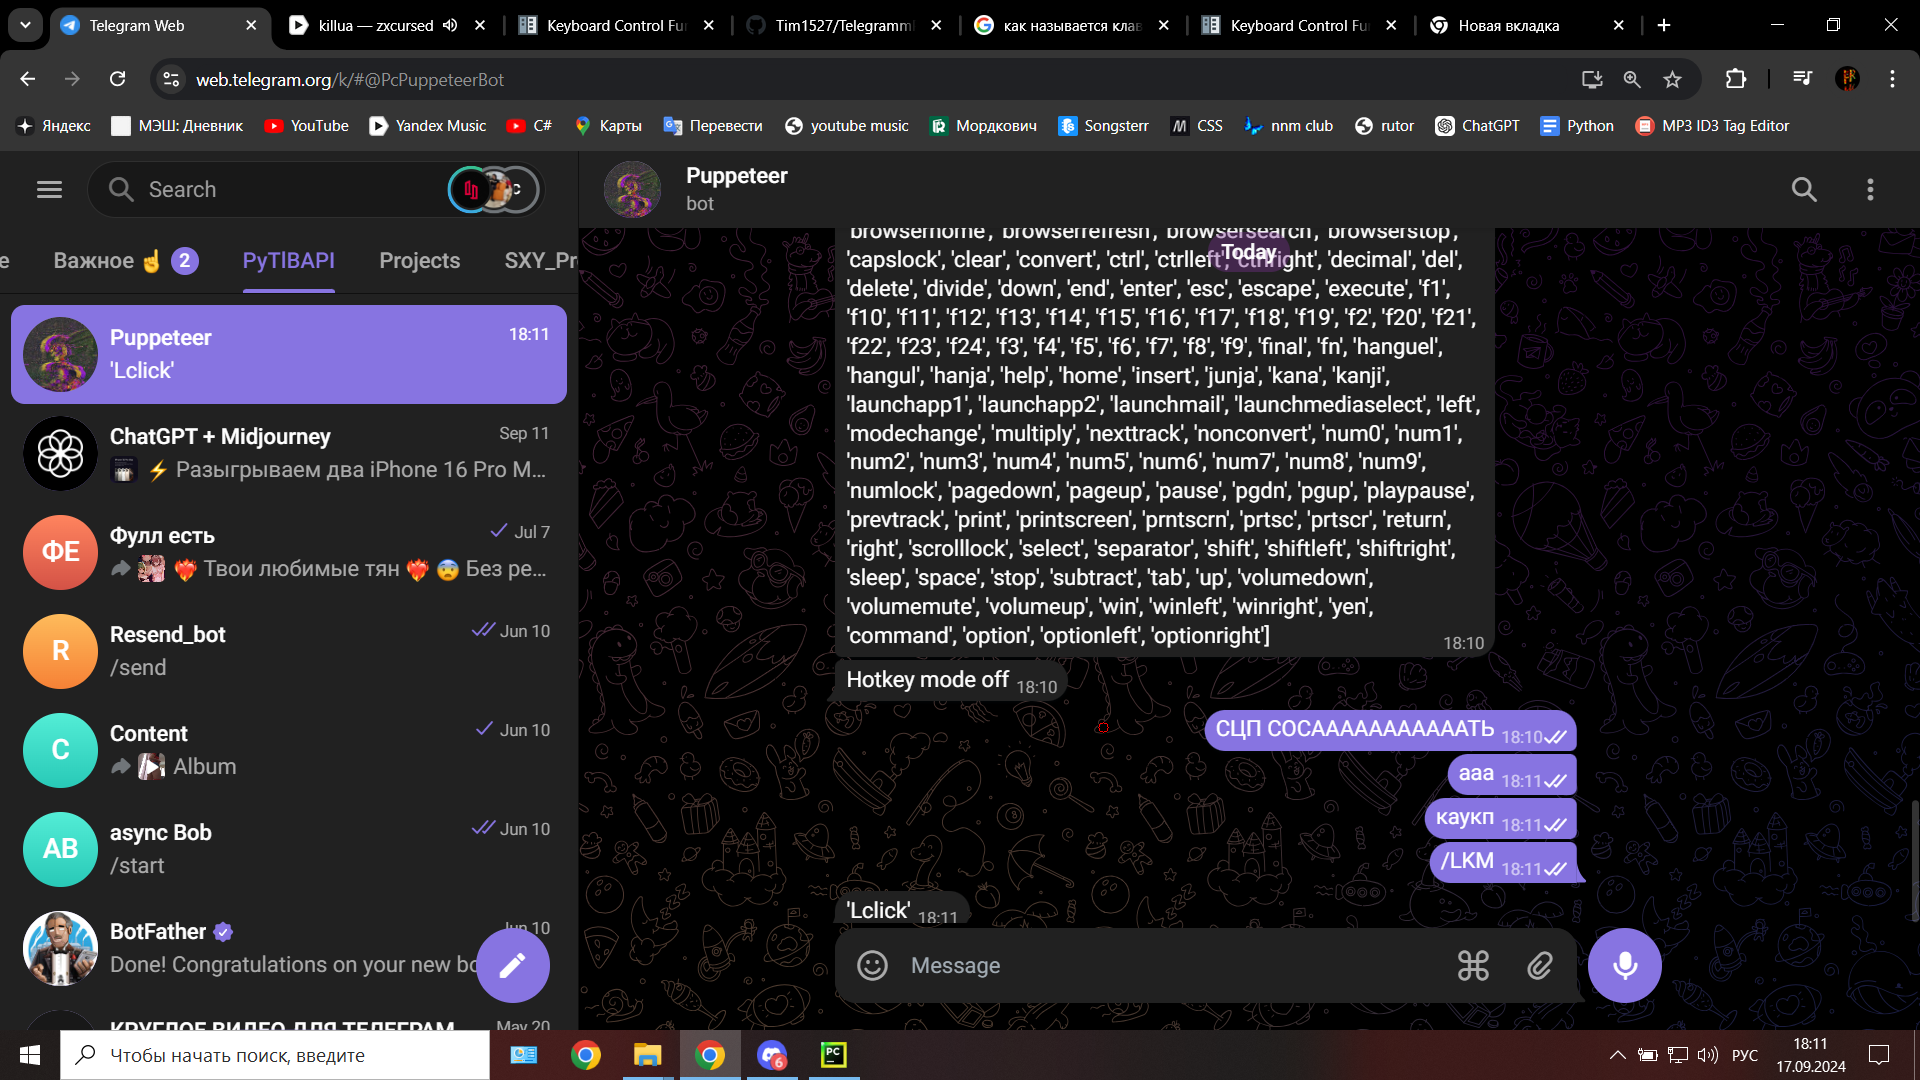 Telegram Web
killua — zxcursed
Keyboard Control Fu
Tim1527/Telegramml
как называется клав
Keyboard Control Fu
Новая вкладка
web.telegram.org/k/#@PcPuppeteerBot
Яндекс
МЭШ: Дневник
YouTube
Yandex Music
C#
Карты
Перевести
youtube music
Мордкович
Songsterr
CSS
nnm club
rutor
ChatGPT
Python
MP3 ID3 Tag Editor
Search
Важное ☝ 2
PyTlBAPI
Projects
SXY_Pr
Puppeteer 18:11
'Lclick'
ChatGPT + Midjourney Sep 11
⚡ Разыгрываем два iPhone 16 Pro M...
ФЕ
Фулл есть Jul 7
❤️‍🔥 Твои любимые тян ❤️‍🔥 😨 Без ре...
R
Resend_bot Jun 10
/send
C
Content Jun 10
Album
AB
async Bob Jun 10
/start
BotFather Jun 10
Done! Congratulations on your new bo
КРУГЛОЕ ВИДЕО ДЛЯ ТЕЛЕГРАМ May 20
Puppeteer
bot
browserhome', 'browserrefresh', 'browsersearch', 'browserstop',
Today
'capslock', 'clear', 'convert', 'ctrl', 'ctrlleft', 'ctrlright', 'decimal', 'del',
'delete', 'divide', 'down', 'end', 'enter', 'esc', 'escape', 'execute', 'f1',
'f10', 'f11', 'f12', 'f13', 'f14', 'f15', 'f16', 'f17', 'f18', 'f19', 'f2', 'f20', 'f21',
'f22', 'f23', 'f24', 'f3', 'f4', 'f5', 'f6', 'f7', 'f8', 'f9', 'final', 'fn', 'hanguel',
'hangul', 'hanja', 'help', 'home', 'insert', 'junja', 'kana', 'kanji',
'launchapp1', 'launchapp2', 'launchmail', 'launchmediaselect', 'left',
'modechange', 'multiply', 'nexttrack', 'nonconvert', 'num0', 'num1',
'num2', 'num3', 'num4', 'num5', 'num6', 'num7', 'num8', 'num9',
'numlock', 'pagedown', 'pageup', 'pause', 'pgdn', 'pgup', 'playpause',
'prevtrack', 'print', 'printscreen', 'prntscrn', 'prtsc', 'prtscr', 'return',
'right', 'scrolllock', 'select', 'separator', 'shift', 'shiftleft', 'shiftright',
'sleep', 'space', 'stop', 'subtract', 'tab', 'up', 'volumedown',
'volumemute', 'volumeup', 'win', 'winleft', 'winright', 'yen',
'command', 'option', 'optionleft', 'optionright'] 18:10
Hotkey mode off 18:10
СЦП СОСАААААААААААТЬ 18:10
ааа 18:11
каукп 18:11
/LKM 18:11
'Lclick' 18:11
Message
Чтобы начать поиск, введите
PC
6
РУС
18:11
17.09.2024